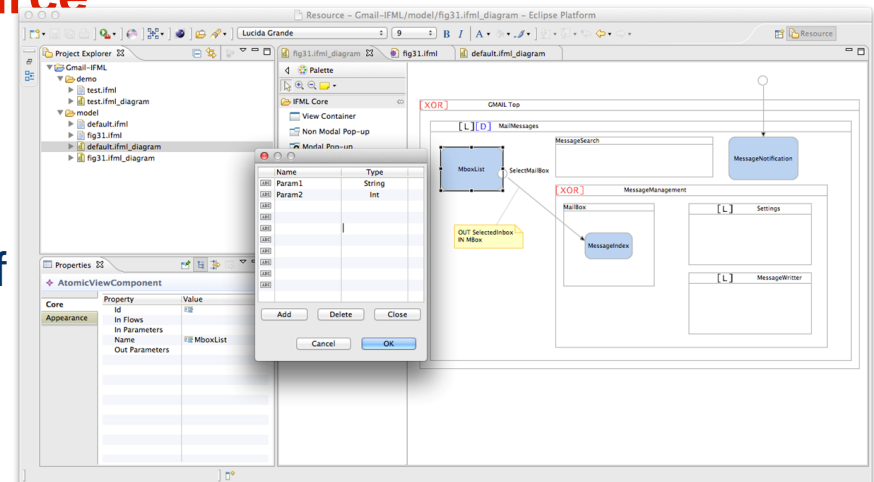 Resource – Gmail-IFML/model/fig31.ifml_diagram – Eclipse Platform
Lucida Grande
9
B I A
Resource
Project Explorer
Gmail-IFML
demo
test.ifml
test.ifml_diagram
model
default.ifml
fig31.ifml
default.ifml_diagram
fig31.ifml_diagram
fig31.ifml_diagram
fig31.ifml
default.ifml_diagram
Palette
IFML Core
View Container
Non Modal Pop-up
Modal Pop-up
Name Type
Param1 String
Param2 Int
Add Delete Close
Cancel OK
[XOR] GMAIL Top
[L][D] MailMessages
MboxList
SelectMailBox
MessageSearch
MessageNotification
[XOR] MessageManagement
MailBox
MessageIndex
OUT SelectedInbox
IN MBox
[L] Settings
[L] MessageWritter
f
Properties
AtomicViewComponent
Core
Appearance
Property Value
Id
In Flows
In Parameters
Name MboxList
Out Parameters